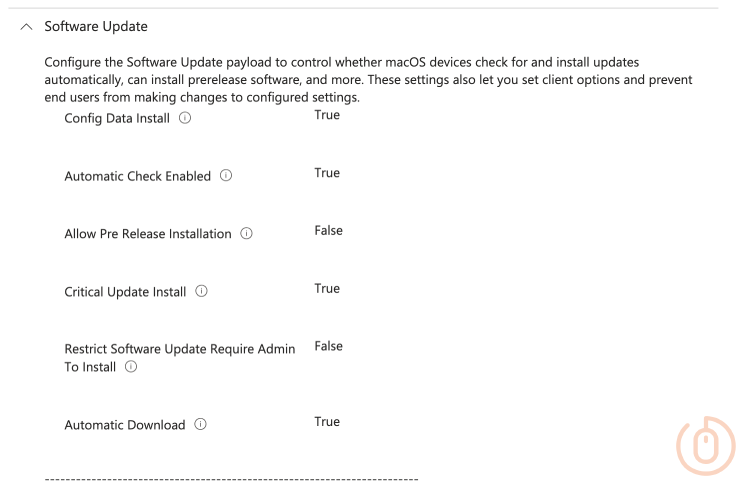 Software Update
Configure the Software Update payload to control whether macOS devices check for and install updates
automatically, can install prerelease software, and more. These settings also let you set client options and prevent
end users from making changes to configured settings.
Config Data Install True
Automatic Check Enabled True
Allow Pre Release Installation False
Critical Update Install True
Restrict Software Update Require Admin False
To Install
Automatic Download True